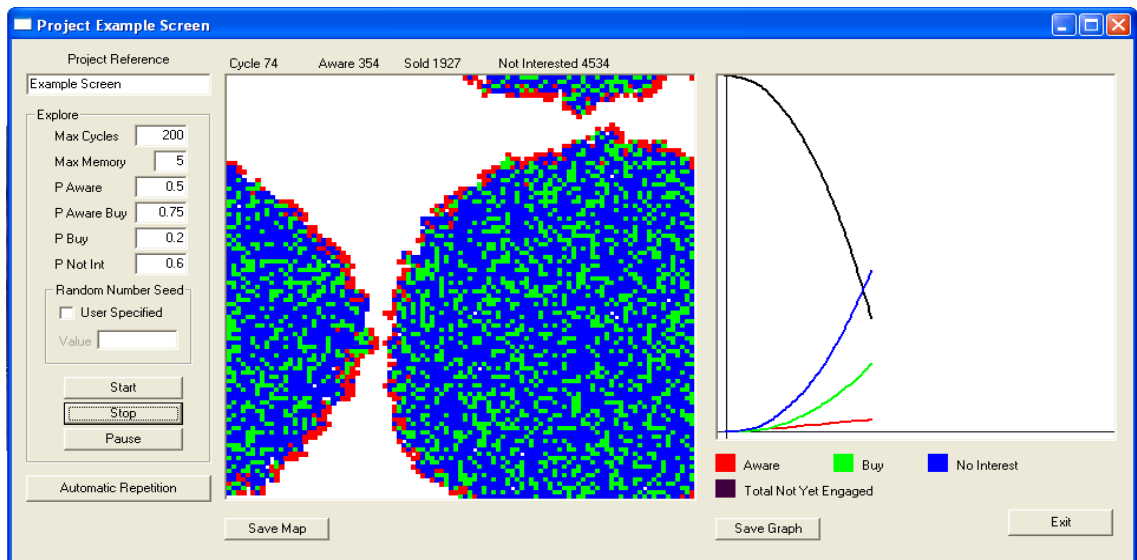 Project Example Screen
Project Reference
Example Screen
Explore
Max Cycles 200
Max Memory 5
P Aware 0.5
P Aware Buy 0.75
P Buy 0.2
P Not Int 0.6
Random Number Seed
User Specified
Value
Start
Stop
Pause
Automatic Repetition
Cycle 74 Aware 354 Sold 1927 Not Interested 4534
Save Map
Aware Buy No Interest
Total Not Yet Engaged
Save Graph
Exit